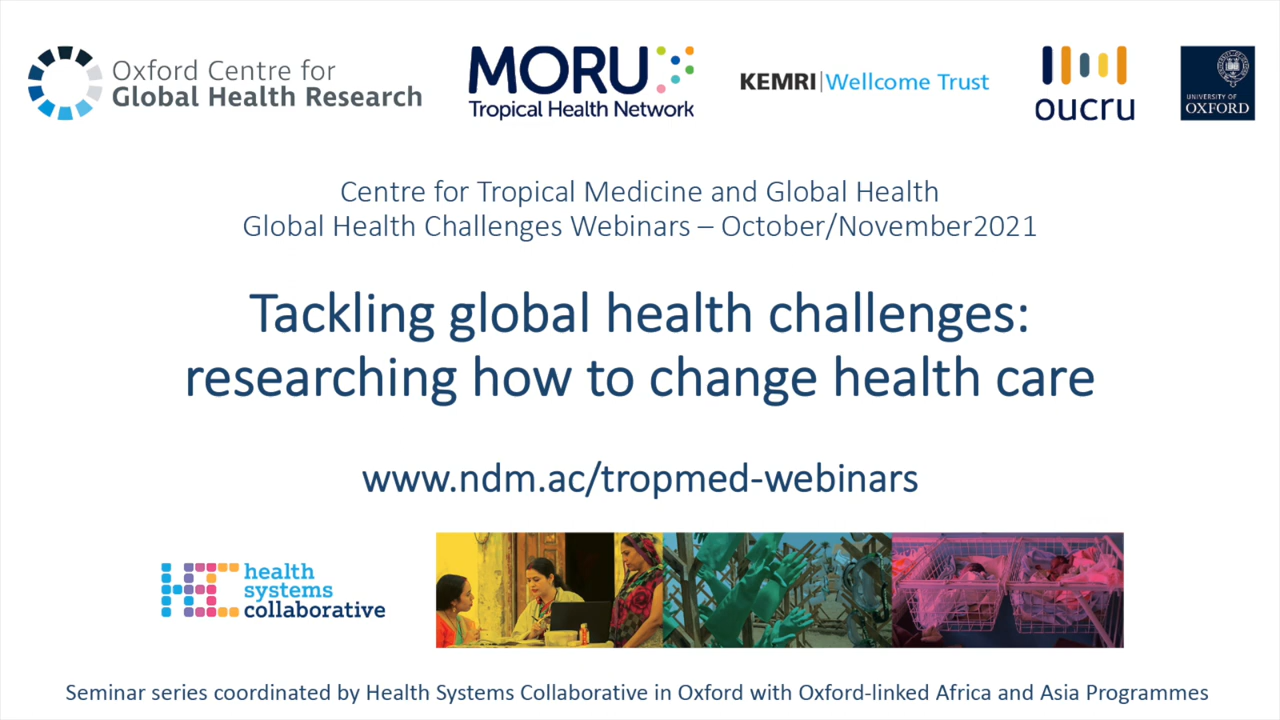 Oxford Centre for
Global Health Research
MORU
Tropical Health Network
KEMRI|Wellcome Trust
oucru
UNIVERSITY OF
OXFORD
Centre for Tropical Medicine and Global Health
Global Health Challenges Webinars – October/November2021
Tackling global health challenges:
researching how to change health care
www.ndm.ac/tropmed-webinars
HSC
health
systems
collaborative
Seminar series coordinated by Health Systems Collaborative in Oxford with Oxford-linked Africa and Asia Programmes